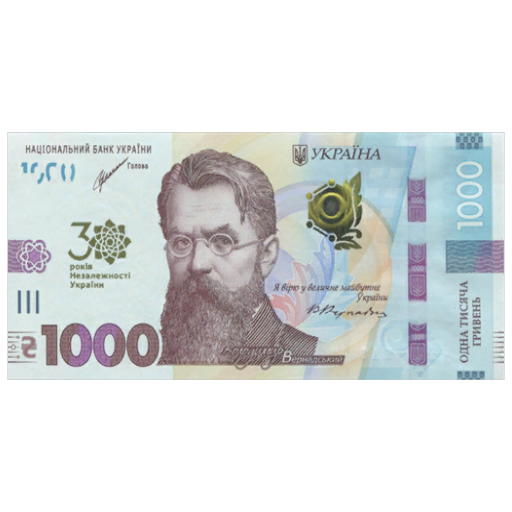 НАЦІОНАЛЬНИЙ БАНК УКРАЇНИ
Голова
УКРАЇНА
1000
30
років
Незалежності
України
Я вірю у велике майбутнє
України
В. Вернадський
₴1000
Вернадський
ОДНА ТИСЯЧА
ГРИВЕНЬ